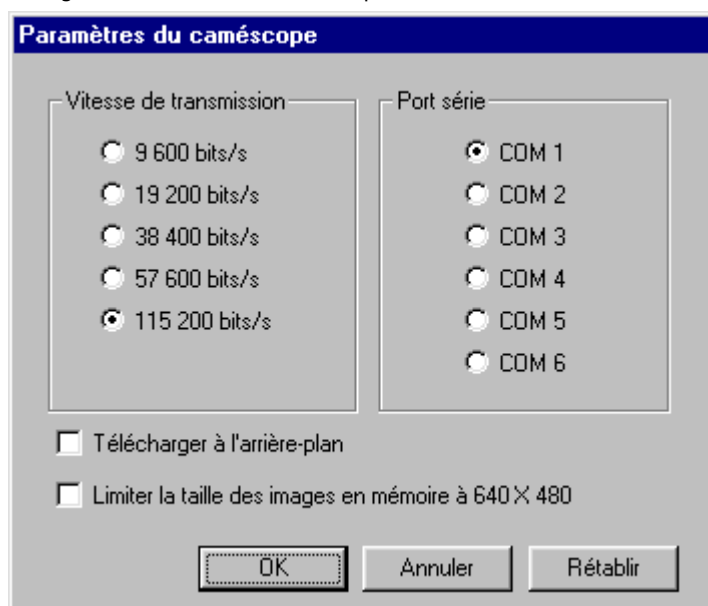 Paramètres du caméscope
Vitesse de transmission
9 600 bits/s
19 200 bits/s
38 400 bits/s
57 600 bits/s
115 200 bits/s
Port série
COM 1
COM 2
COM 3
COM 4
COM 5
COM 6
Télécharger à l'arrière-plan
Limiter la taille des images en mémoire à 640 X 480
OK
Annuler
Rétablir